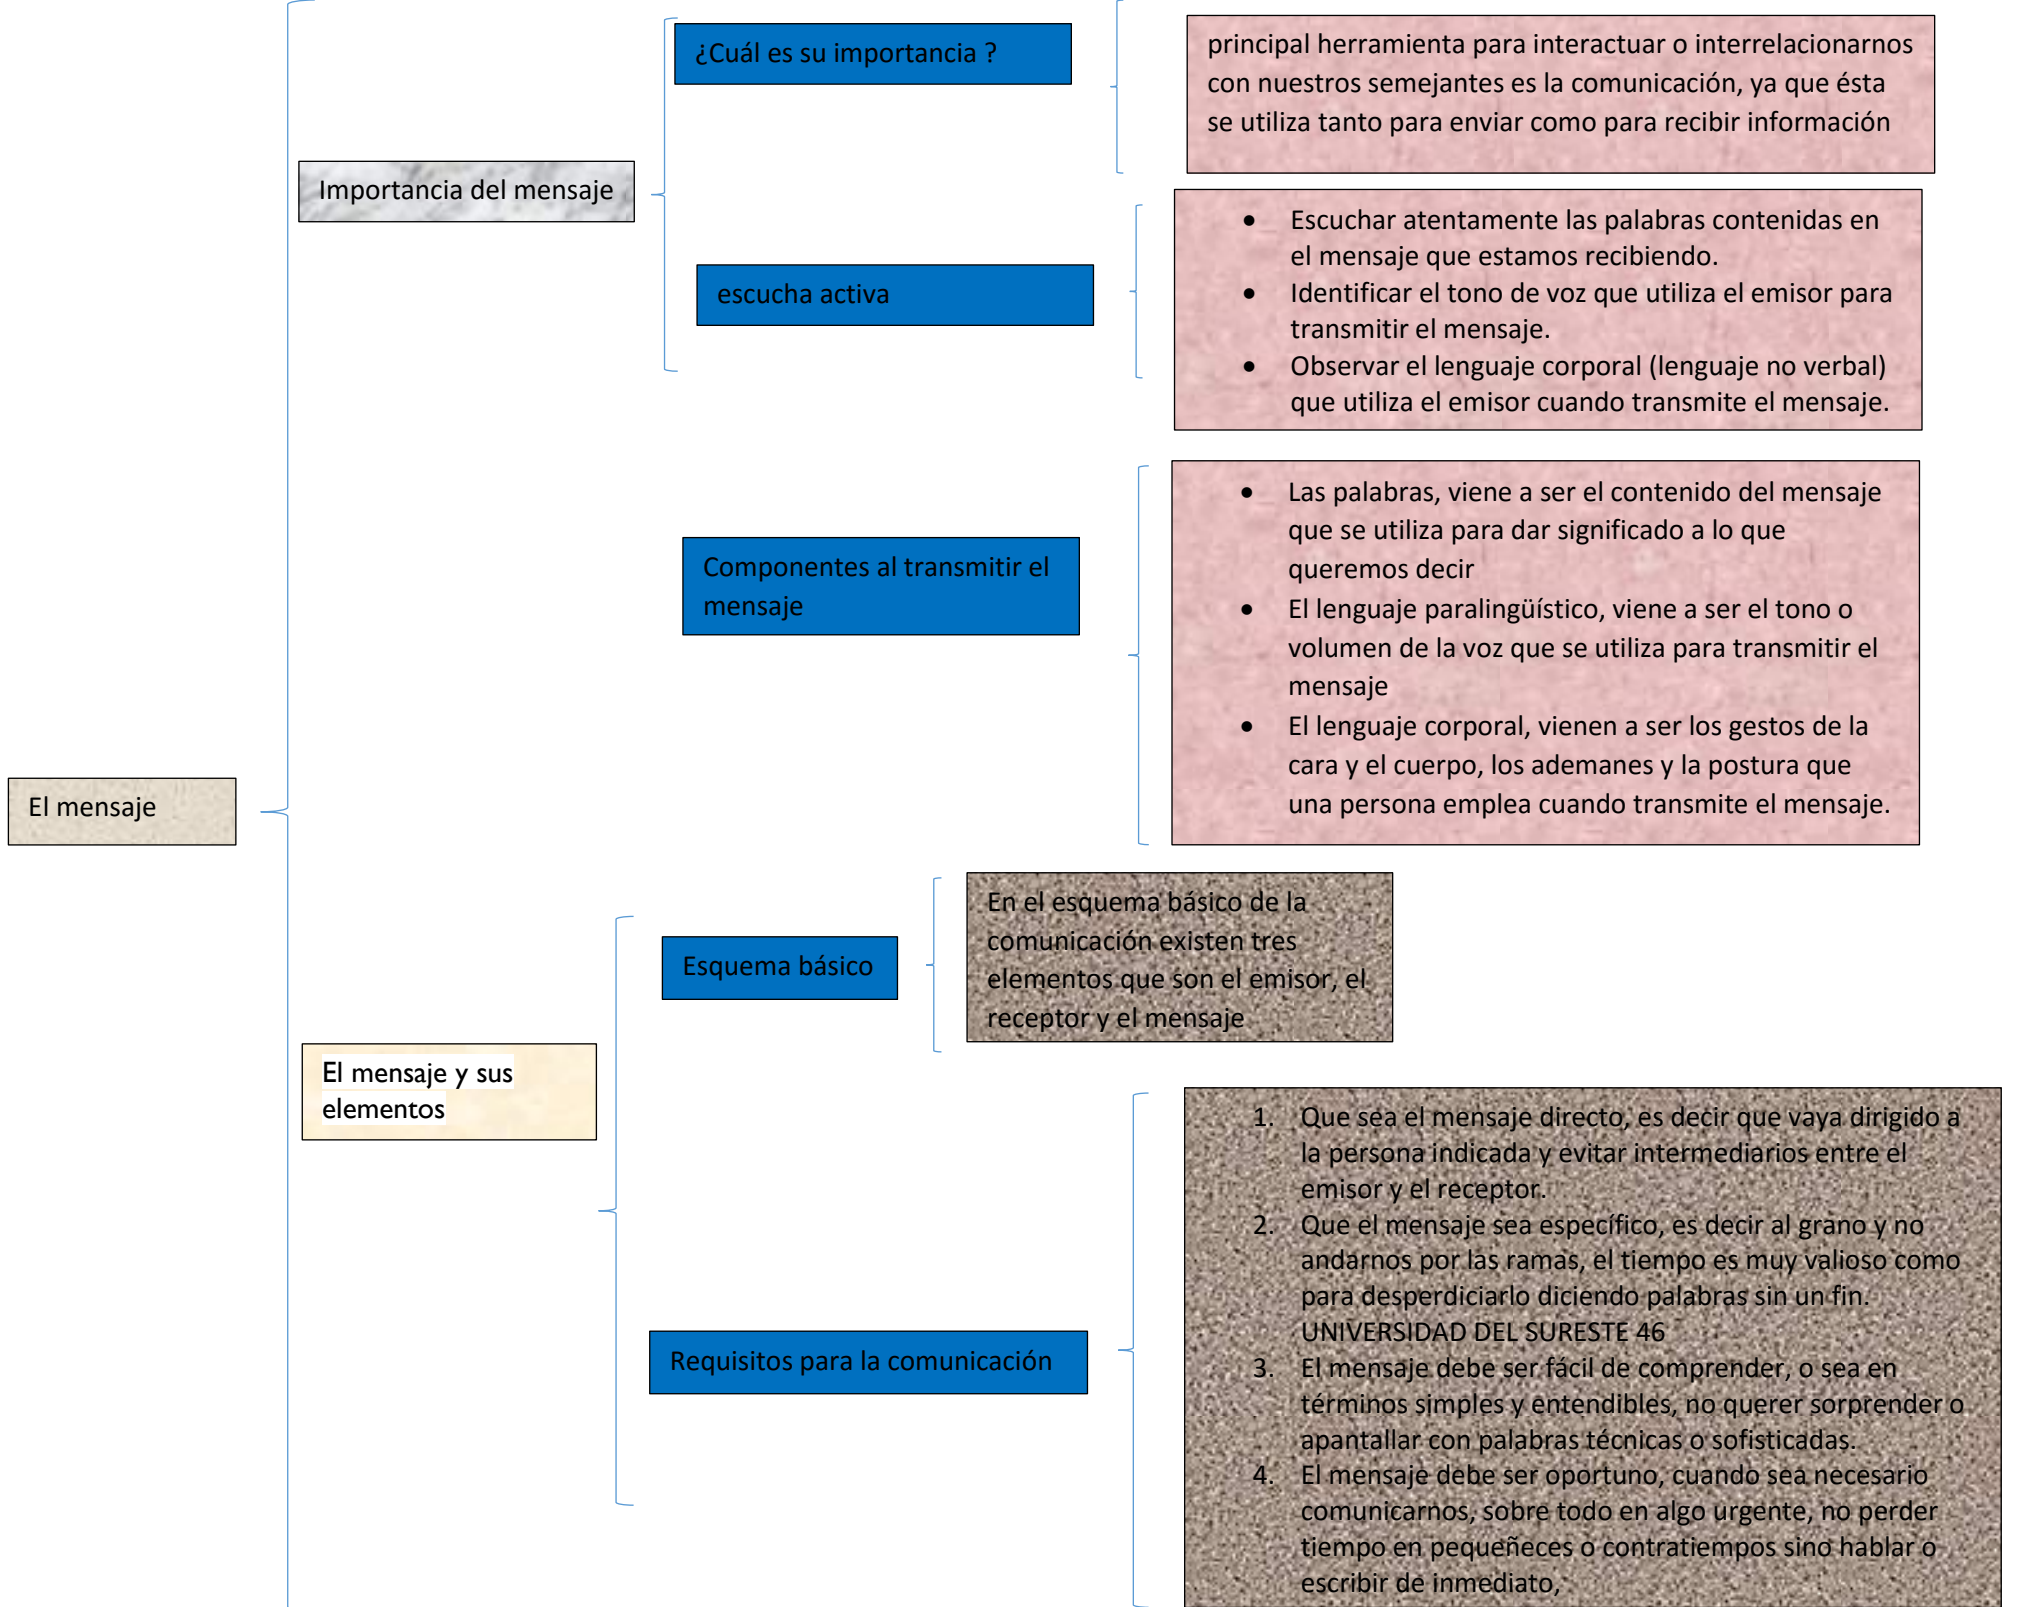 El mensaje
Importancia del mensaje
¿Cuál es su importancia ?
principal herramienta para interactuar o interrelacionarnos
con nuestros semejantes es la comunicación, ya que ésta
se utiliza tanto para enviar como para recibir información
escucha activa
• Escuchar atentamente las palabras contenidas en
el mensaje que estamos recibiendo.
• Identificar el tono de voz que utiliza el emisor para
transmitir el mensaje.
• Observar el lenguaje corporal (lenguaje no verbal)
que utiliza el emisor cuando transmite el mensaje.
Componentes al transmitir el
mensaje
• Las palabras, viene a ser el contenido del mensaje
que se utiliza para dar significado a lo que
queremos decir
• El lenguaje paralingüístico, viene a ser el tono o
volumen de la voz que se utiliza para transmitir el
mensaje
• El lenguaje corporal, vienen a ser los gestos de la
cara y el cuerpo, los ademanes y la postura que
una persona emplea cuando transmite el mensaje.
El mensaje y sus
elementos
Esquema básico
En el esquema básico de la
comunicación existen tres
elementos que son el emisor, el
receptor y el mensaje
Requisitos para la comunicación
1. Que sea el mensaje directo, es decir que vaya dirigido a
la persona indicada y evitar intermediarios entre el
emisor y el receptor.
2. Que el mensaje sea específico, es decir al grano y no
andarnos por las ramas, el tiempo es muy valioso como
para desperdiciarlo diciendo palabras sin un fin.
UNIVERSIDAD DEL SURESTE 46
3. El mensaje debe ser fácil de comprender, o sea en
términos simples y entendibles, no querer sorprender o
apantallar con palabras técnicas o sofisticadas.
4. El mensaje debe ser oportuno, cuando sea necesario
comunicarnos, sobre todo en algo urgente, no perder
tiempo en pequeñeces o contratiempos sino hablar o
escribir de inmediato,